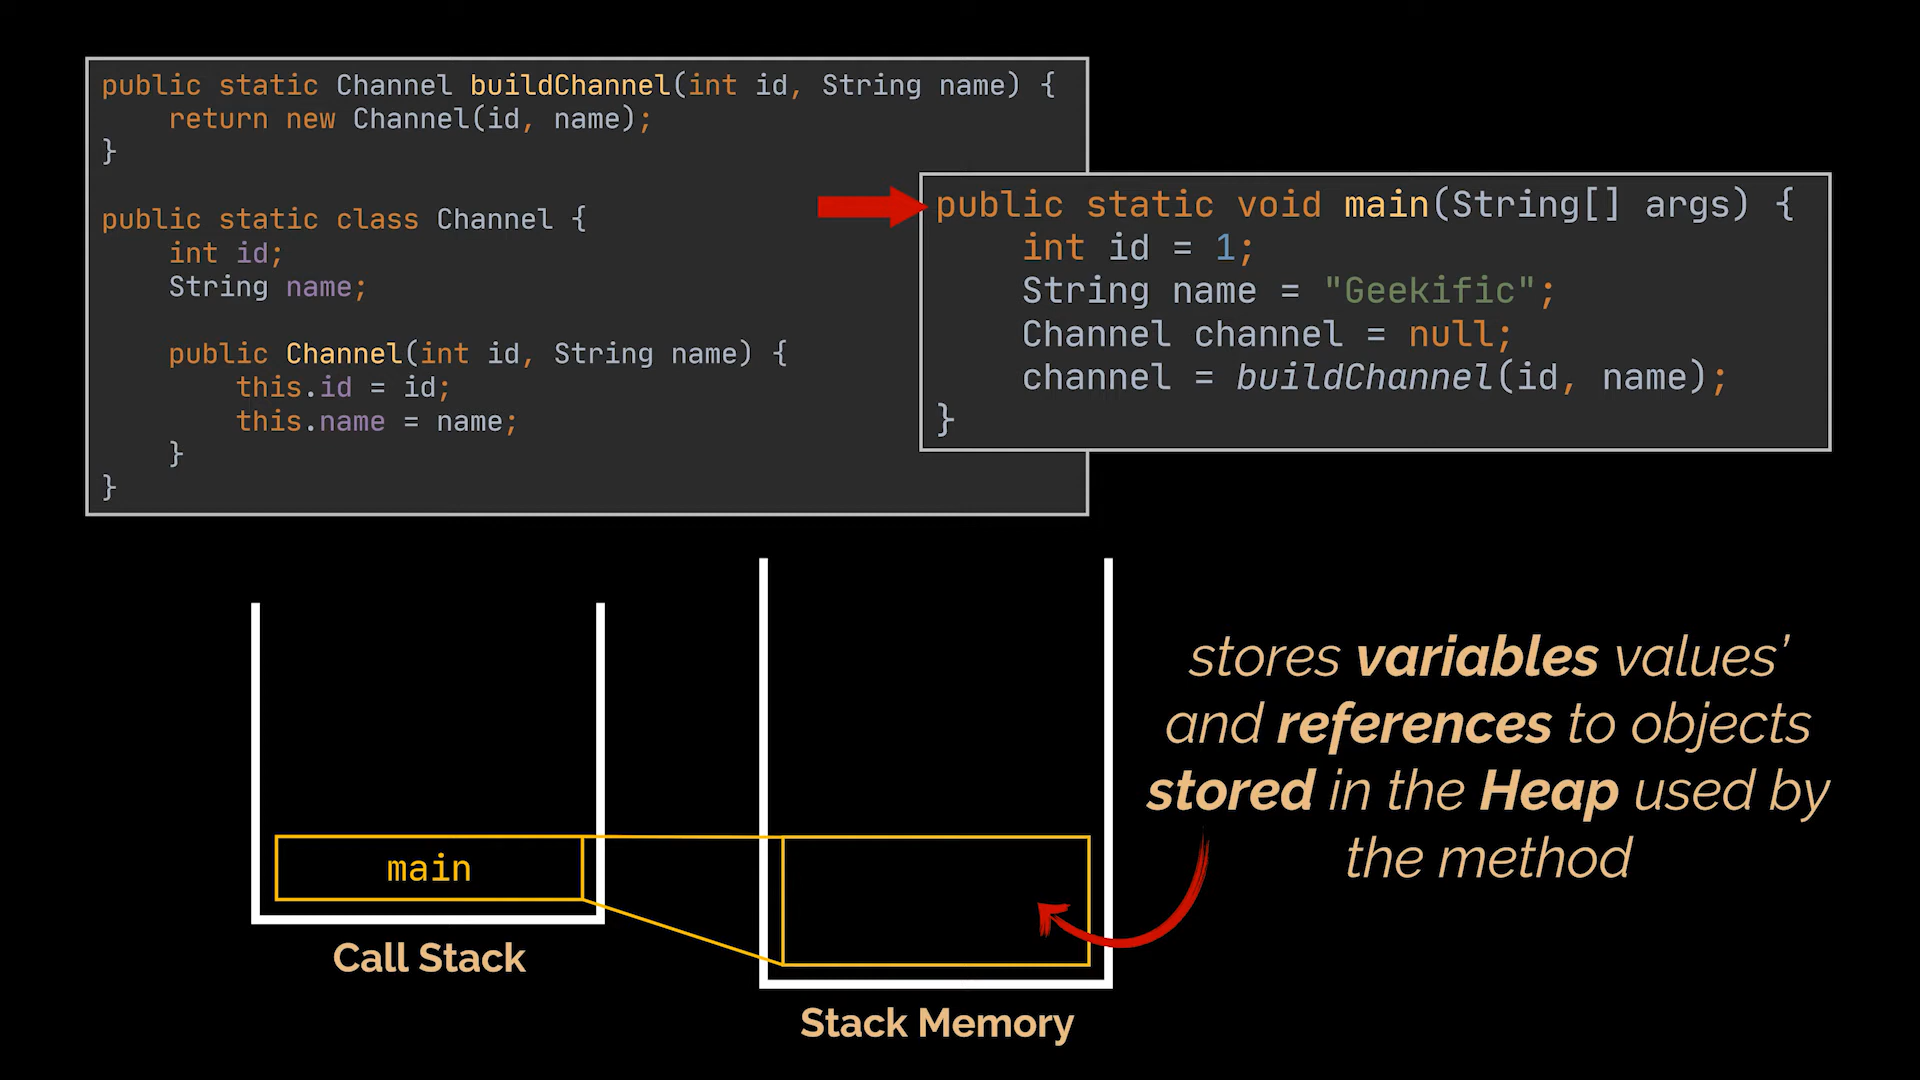 public static Channel buildChannel(int id, String name) {
    return new Channel(id, name);
}
public static class Channel {
    int id;
    String name;
    public Channel(int id, String name) {
        this.id = id;
        this.name = name;
    }
}
public static void main(String[] args) {
    int id = 1;
    String name = "Geekific";
    Channel channel = null;
    channel = buildChannel(id, name);
}
stores variables values’
and references to objects
stored in the Heap used by
the method
main
Call Stack
Stack Memory